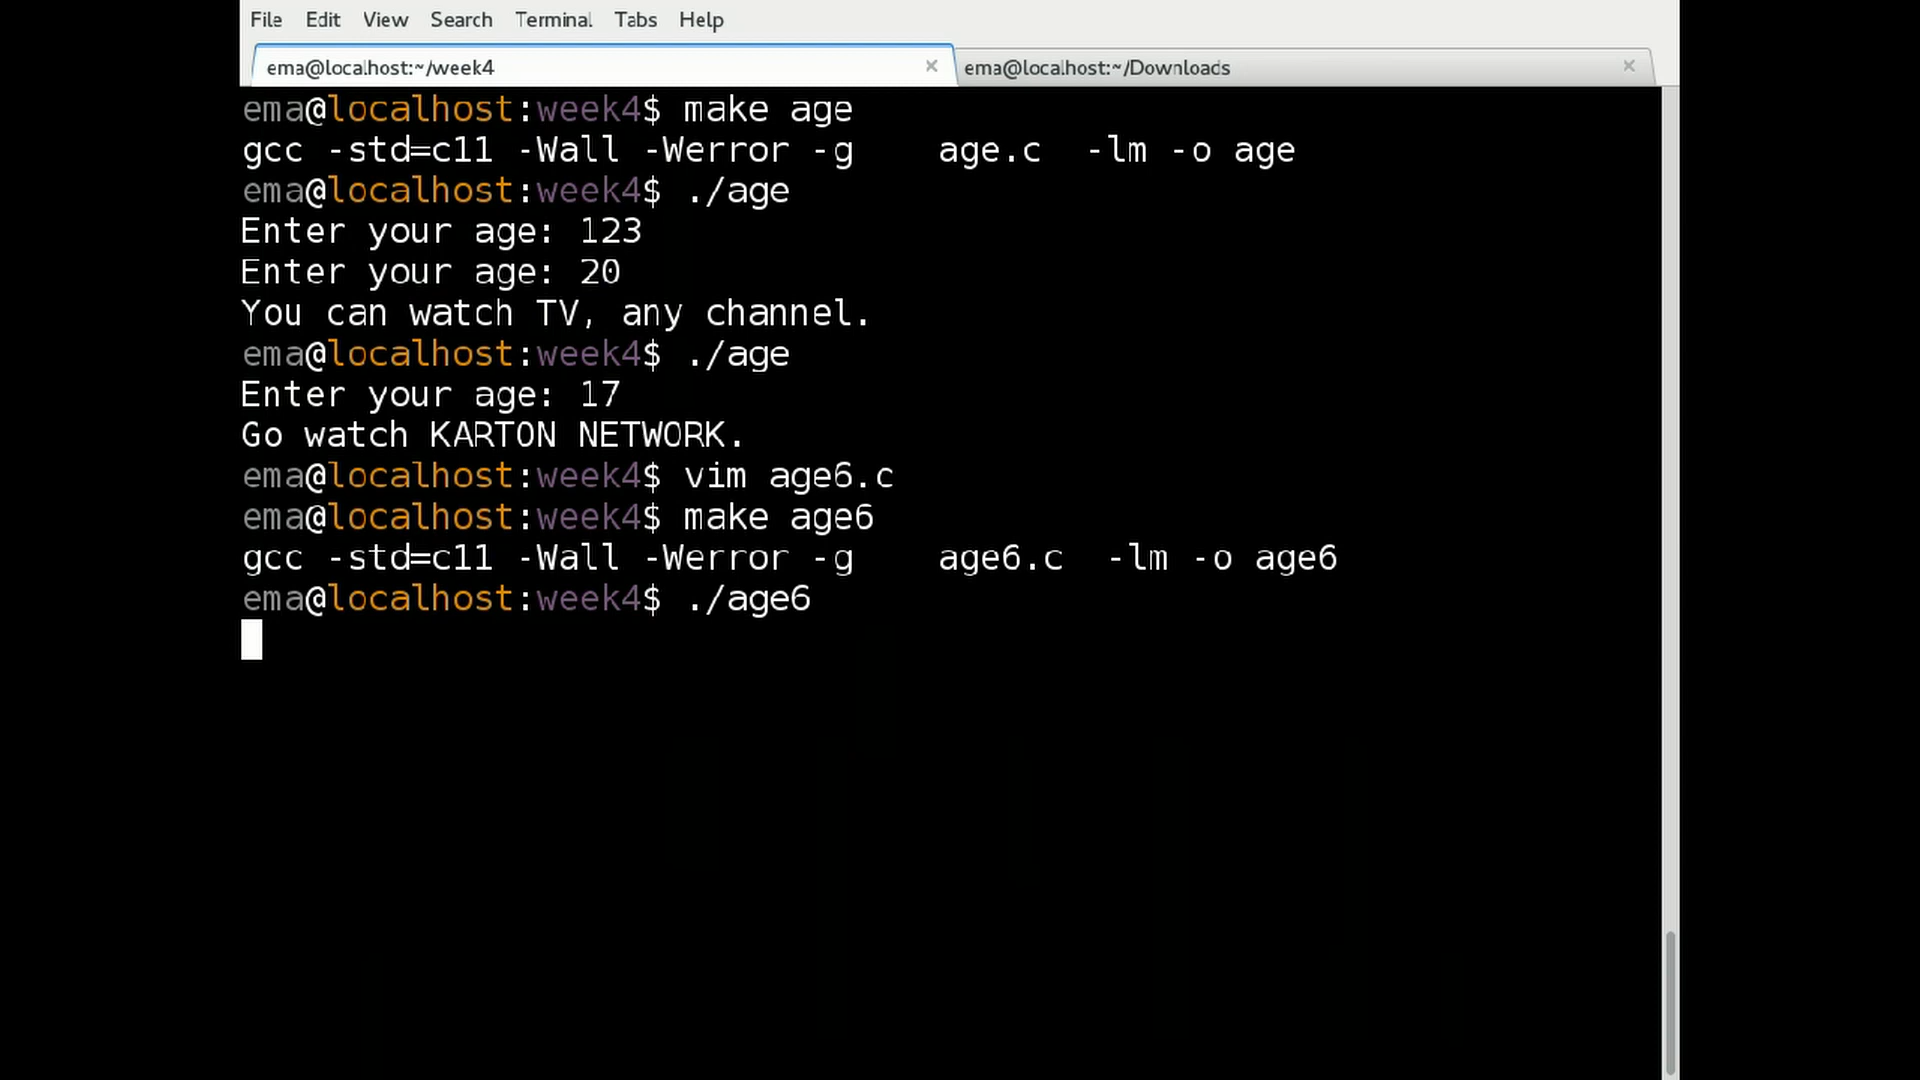 File Edit View Search Terminal Tabs Help
ema@localhost:~/week4 × ema@localhost:~/Downloads ×
ema@localhost:week4$ make age
gcc -std=c11 -Wall -Werror -g    age.c  -lm -o age
ema@localhost:week4$ ./age
Enter your age: 123
Enter your age: 20
You can watch TV, any channel.
ema@localhost:week4$ ./age
Enter your age: 17
Go watch KARTON NETWORK.
ema@localhost:week4$ vim age6.c
ema@localhost:week4$ make age6
gcc -std=c11 -Wall -Werror -g    age6.c  -lm -o age6
ema@localhost:week4$ ./age6